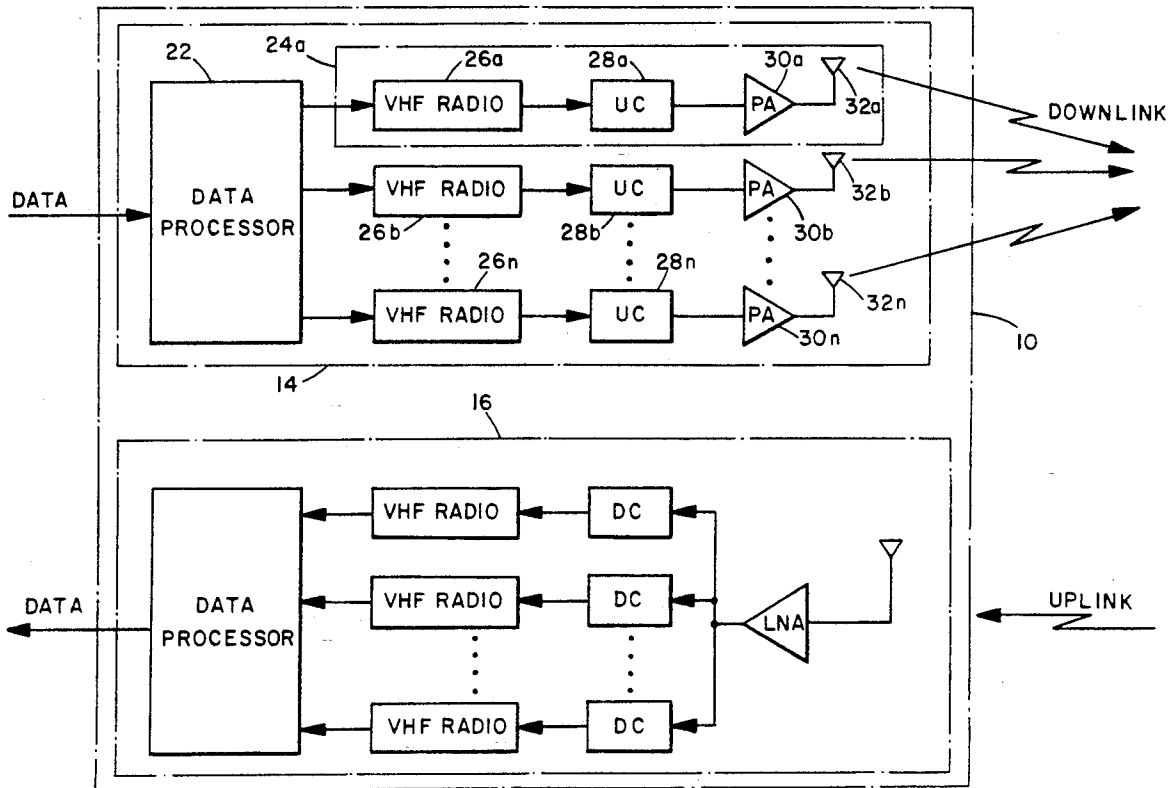 24a
22
26a
28a
30a
VHF RADIO
UC
PA
32a
DOWNLINK
DATA
DATA
PROCESSOR
VHF RADIO
UC
PA
32b
26b
28b
30b
26n
28n
VHF RADIO
UC
PA
32n
30n
10
14
16
VHF RADIO
DC
DATA
DATA
PROCESSOR
VHF RADIO
DC
LNA
UPLINK
VHF RADIO
DC